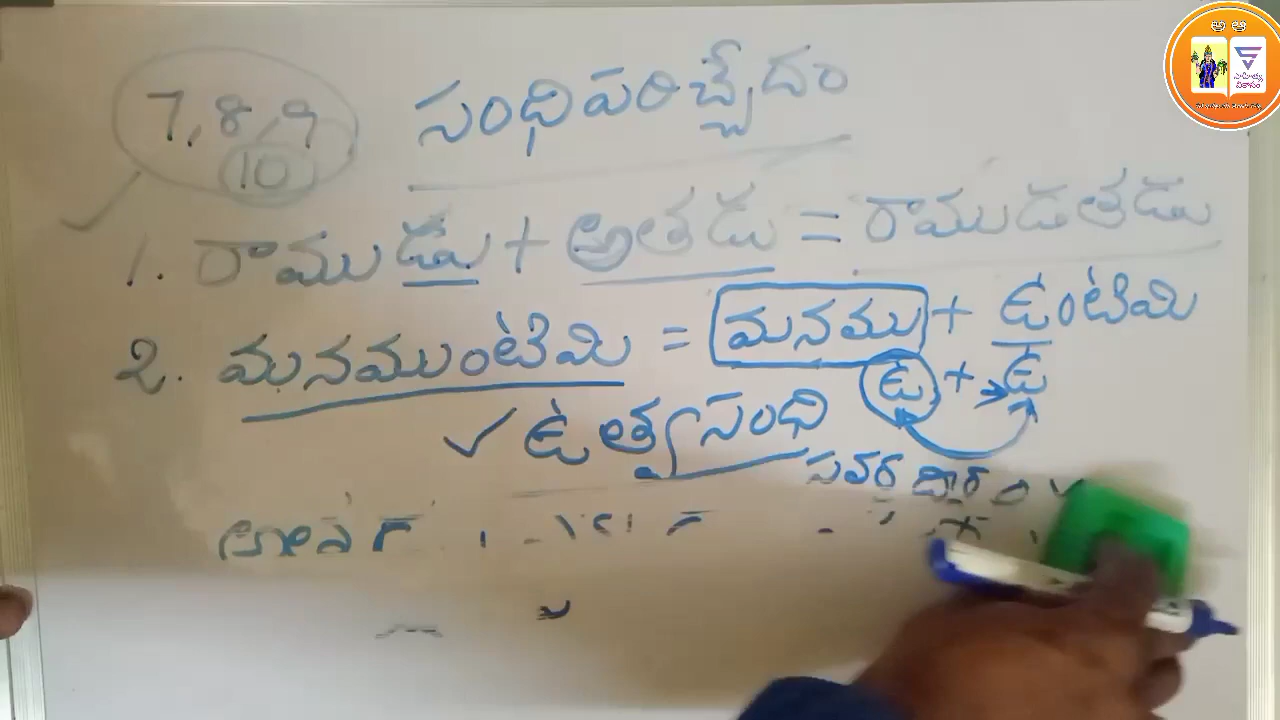 7, 8, 9
10
సంధి పరిచ్ఛేదం
1. రాముడు + అతడు = రాముడతడు
2. మనముంటిమి = మనము + ఉంటిమి
ఉ + ఉ
✓ ఉత్వసంధి
అ ఆ